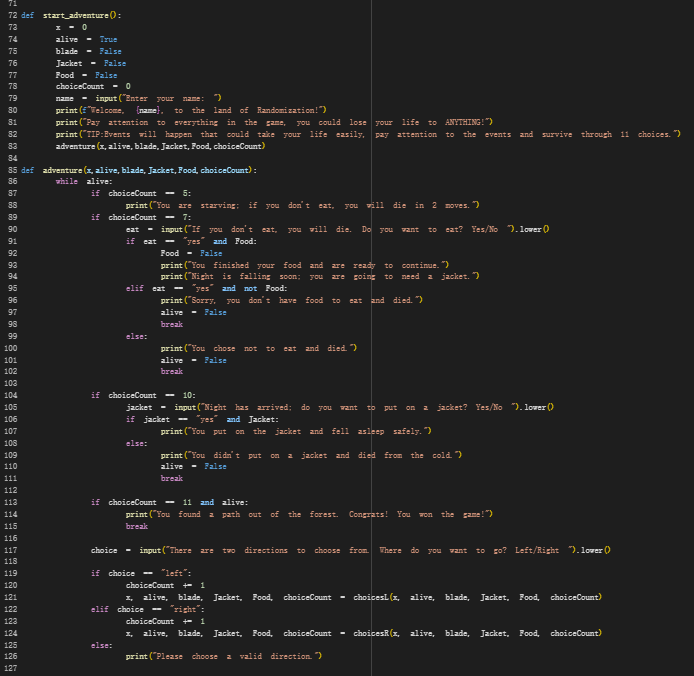 71
72 def start_adventure():
73 x = 0
74 alive = True
75 blade = False
76 Jacket = False
77 Food = False
78 choiceCount = 0
79 name = input("Enter your name: ")
80 print(f"Welcome, {name}, to the land of Randomization!")
81 print("Pay attention to everything in the game, you could lose your life to ANYTHING!")
82 print("TIP:Events will happen that could take your life easily, pay attention to the events and survive through 11 choices.")
83 adventure(x, alive, blade, Jacket, Food, choiceCount)
84
85 def adventure(x, alive, blade, Jacket, Food, choiceCount):
86 while alive:
87 if choiceCount == 5:
88 print("You are starving; if you don't eat, you will die in 2 moves.")
89 if choiceCount == 7:
90 eat = input("If you don't eat, you will die. Do you want to eat? Yes/No ").lower()
91 if eat == "yes" and Food:
92 Food = False
93 print("You finished your food and are ready to continue.")
94 print("Night is falling soon; you are going to need a jacket.")
95 elif eat == "yes" and not Food:
96 print("Sorry, you don't have food to eat and died.")
97 alive = False
98 break
99 else:
100 print("You chose not to eat and died.")
101 alive = False
102 break
103
104 if choiceCount == 10:
105 jacket = input("Night has arrived; do you want to put on a jacket? Yes/No ").lower()
106 if jacket == "yes" and Jacket:
107 print("You put on the jacket and fell asleep safely.")
108 else:
109 print("You didn't put on a jacket and died from the cold.")
110 alive = False
111 break
112
113 if choiceCount == 11 and alive:
114 print("You found a path out of the forest. Congrats! You won the game!")
115 break
116
117 choice = input("There are two directions to choose from. Where do you want to go? Left/Right ").lower()
118
119 if choice == "left":
120 choiceCount += 1
121 x, alive, blade, Jacket, Food, choiceCount = choicesL(x, alive, blade, Jacket, Food, choiceCount)
122 elif choice == "right":
123 choiceCount += 1
124 x, alive, blade, Jacket, Food, choiceCount = choicesR(x, alive, blade, Jacket, Food, choiceCount)
125 else:
126 print("Please choose a valid direction.")
127